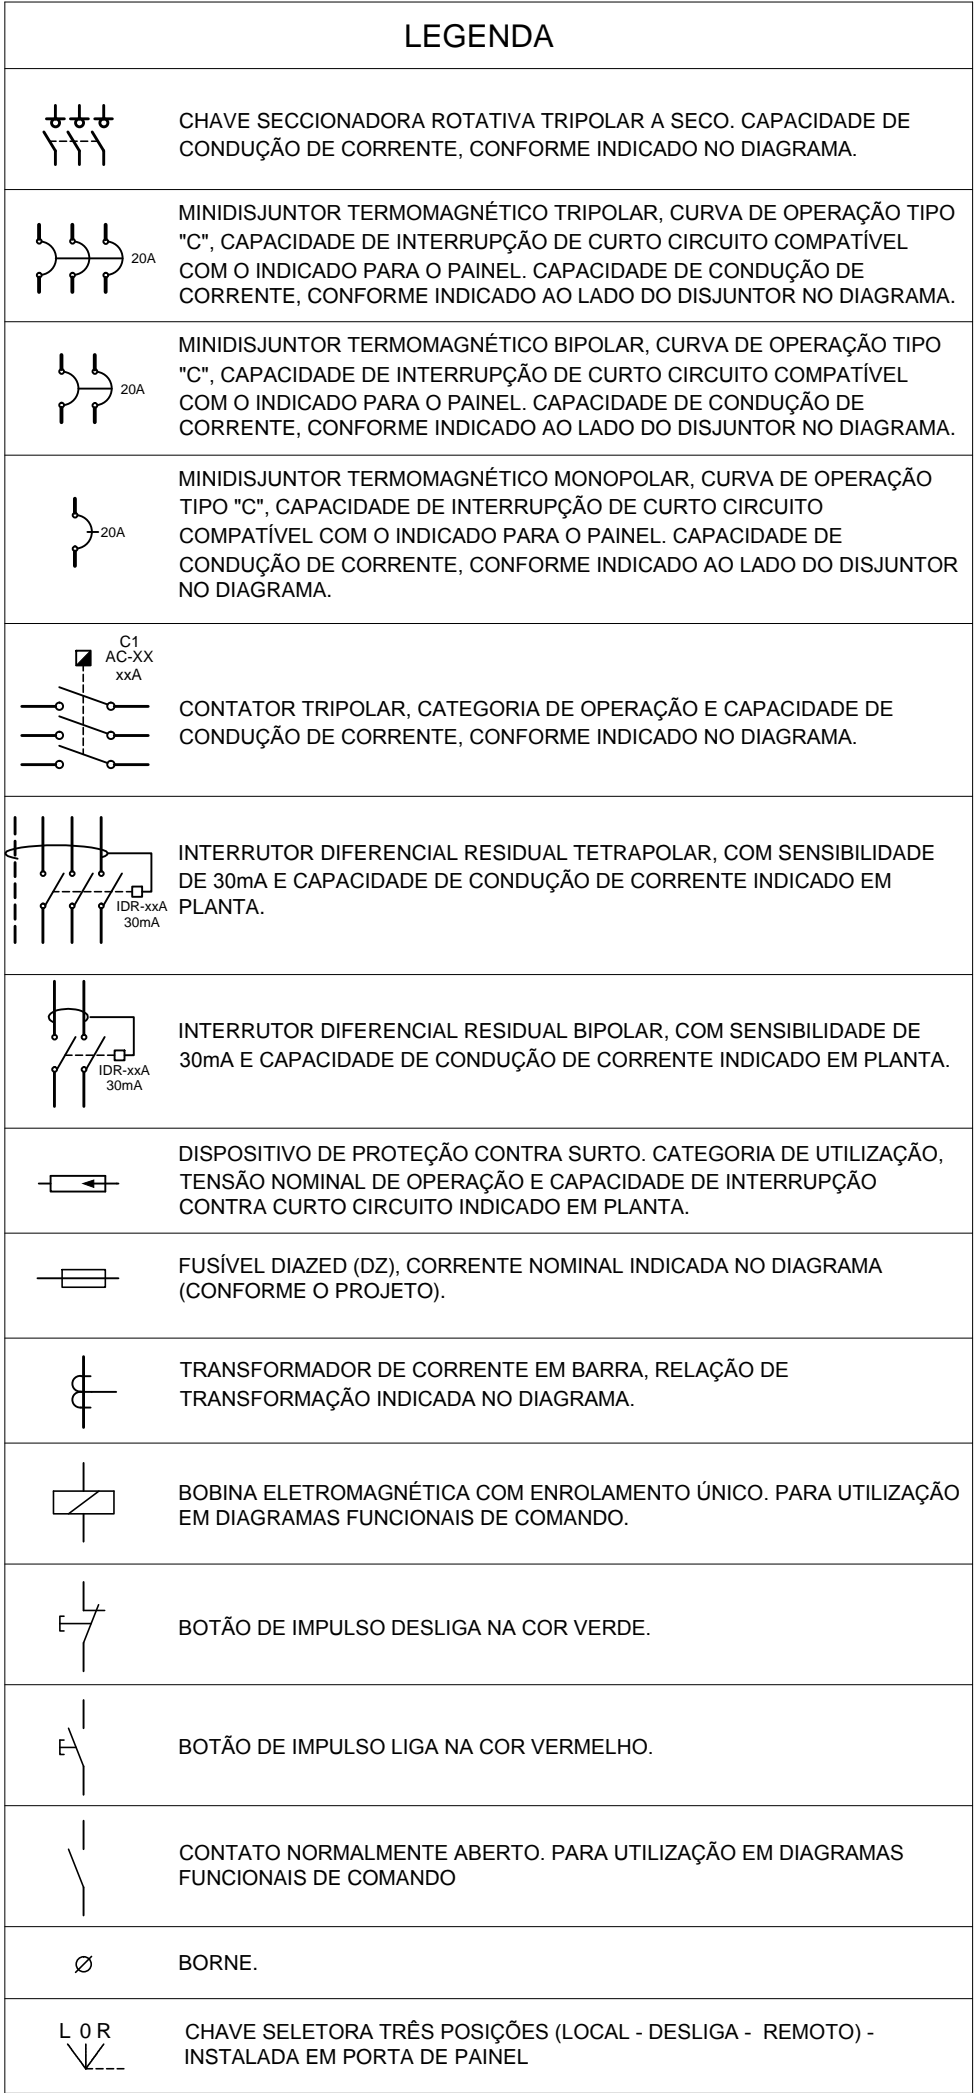 LEGENDA
CHAVE SECCIONADORA ROTATIVA TRIPOLAR A SECO. CAPACIDADE DE
CONDUÇÃO DE CORRENTE, CONFORME INDICADO NO DIAGRAMA.
20A
MINIDISJUNTOR TERMOMAGNÉTICO TRIPOLAR, CURVA DE OPERAÇÃO TIPO
"C", CAPACIDADE DE INTERRUPÇÃO DE CURTO CIRCUITO COMPATÍVEL
COM O INDICADO PARA O PAINEL. CAPACIDADE DE CONDUÇÃO DE
CORRENTE, CONFORME INDICADO AO LADO DO DISJUNTOR NO DIAGRAMA.
20A
MINIDISJUNTOR TERMOMAGNÉTICO BIPOLAR, CURVA DE OPERAÇÃO TIPO
"C", CAPACIDADE DE INTERRUPÇÃO DE CURTO CIRCUITO COMPATÍVEL
COM O INDICADO PARA O PAINEL. CAPACIDADE DE CONDUÇÃO DE
CORRENTE, CONFORME INDICADO AO LADO DO DISJUNTOR NO DIAGRAMA.
20A
MINIDISJUNTOR TERMOMAGNÉTICO MONOPOLAR, CURVA DE OPERAÇÃO
TIPO "C", CAPACIDADE DE INTERRUPÇÃO DE CURTO CIRCUITO
COMPATÍVEL COM O INDICADO PARA O PAINEL. CAPACIDADE DE
CONDUÇÃO DE CORRENTE, CONFORME INDICADO AO LADO DO DISJUNTOR
NO DIAGRAMA.
C1
AC-XX
xxA
CONTATOR TRIPOLAR, CATEGORIA DE OPERAÇÃO E CAPACIDADE DE
CONDUÇÃO DE CORRENTE, CONFORME INDICADO NO DIAGRAMA.
IDR-xxA
30mA
INTERRUTOR DIFERENCIAL RESIDUAL TETRAPOLAR, COM SENSIBILIDADE
DE 30mA E CAPACIDADE DE CONDUÇÃO DE CORRENTE INDICADO EM
PLANTA.
IDR-xxA
30mA
INTERRUTOR DIFERENCIAL RESIDUAL BIPOLAR, COM SENSIBILIDADE DE
30mA E CAPACIDADE DE CONDUÇÃO DE CORRENTE INDICADO EM PLANTA.
DISPOSITIVO DE PROTEÇÃO CONTRA SURTO. CATEGORIA DE UTILIZAÇÃO,
TENSÃO NOMINAL DE OPERAÇÃO E CAPACIDADE DE INTERRUPÇÃO
CONTRA CURTO CIRCUITO INDICADO EM PLANTA.
FUSÍVEL DIAZED (DZ), CORRENTE NOMINAL INDICADA NO DIAGRAMA
(CONFORME O PROJETO).
TRANSFORMADOR DE CORRENTE EM BARRA, RELAÇÃO DE
TRANSFORMAÇÃO INDICADA NO DIAGRAMA.
BOBINA ELETROMAGNÉTICA COM ENROLAMENTO ÚNICO. PARA UTILIZAÇÃO
EM DIAGRAMAS FUNCIONAIS DE COMANDO.
BOTÃO DE IMPULSO DESLIGA NA COR VERDE.
BOTÃO DE IMPULSO LIGA NA COR VERMELHO.
CONTATO NORMALMENTE ABERTO. PARA UTILIZAÇÃO EM DIAGRAMAS
FUNCIONAIS DE COMANDO
BORNE.
L 0 R
CHAVE SELETORA TRÊS POSIÇÕES (LOCAL - DESLIGA - REMOTO) -
INSTALADA EM PORTA DE PAINEL